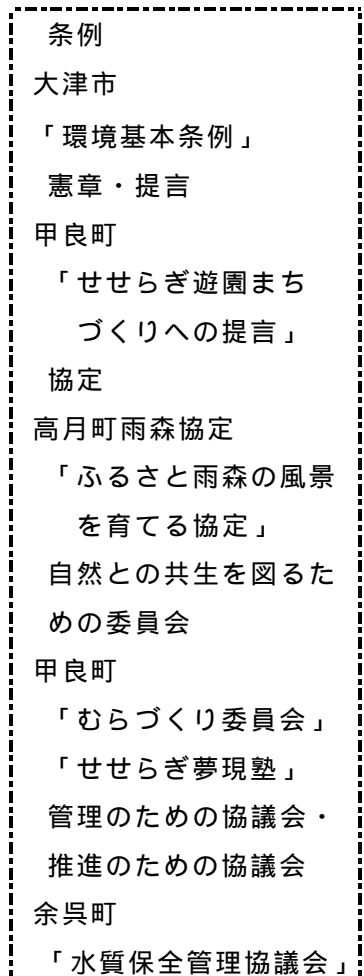 条例
大津市
「環境基本条例」
憲章・提言
甲良町
「せせらぎ遊園まち
づくりへの提言」
協定
高月町雨森協定
「ふるさと雨森の風景
を育てる協定」
自然との共生を図るた
めの委員会
甲良町
「むらづくり委員会」
「せせらぎ夢現塾」
管理のための協議会・
推進のための協議会
余呉町
「水質保全管理協議会」